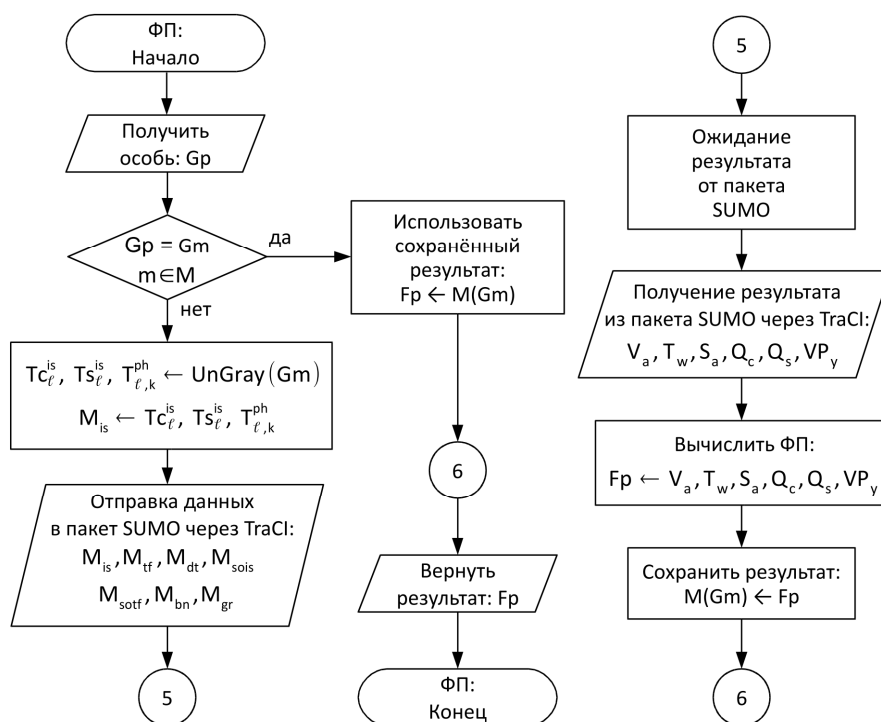 ФП:
Начало
Получить
особь: Gp
Gp = Gm
m∈M
да
нет
Tc_ℓ^is, Ts_ℓ^is, T_ℓ,k^ph ← UnGray(Gm)
M_is ← Tc_ℓ^is, Ts_ℓ^is, T_ℓ,k^ph
Отправка данных
в пакет SUMO через TraCI:
M_is, M_tf, M_dt, M_sois
M_sotf, M_bn, M_gr
5
Использовать
сохранённый
результат:
Fp ← M(Gm)
6
Вернуть
результат: Fp
ФП:
Конец
5
Ожидание
результата
от пакета
SUMO
Получение результата
из пакета SUMO через TraCI:
V_a, T_w, S_a, Q_c, Q_s, VP_y
Вычислить ФП:
Fp ← V_a, T_w, S_a, Q_c, Q_s, VP_y
Сохранить результат:
M(Gm) ← Fp
6